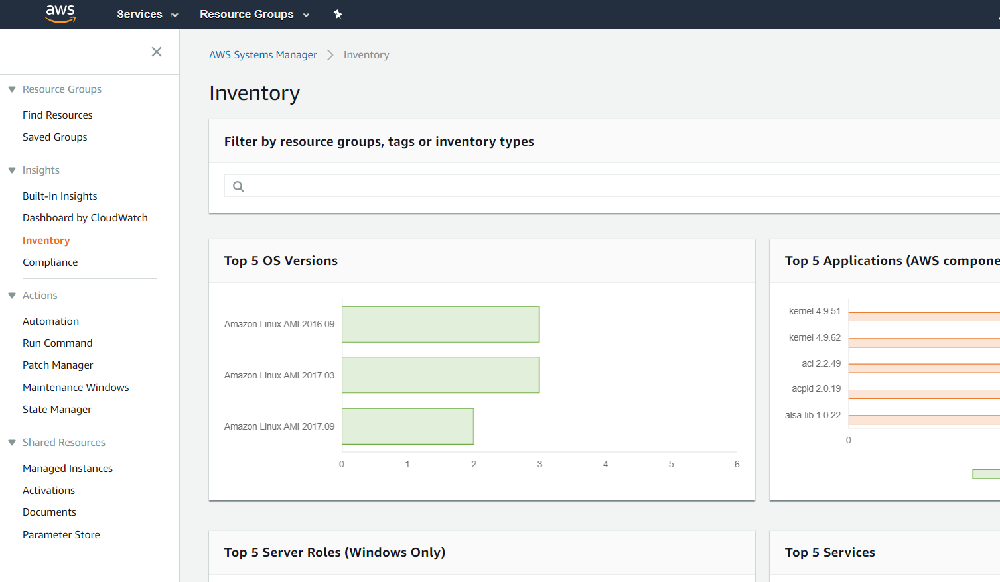 aws Services Resource Groups
AWS Systems Manager Inventory
Inventory
Resource Groups
Find Resources
Saved Groups
Insights
Built-In Insights
Dashboard by CloudWatch
Inventory
Compliance
Actions
Automation
Run Command
Patch Manager
Maintenance Windows
State Manager
Shared Resources
Managed Instances
Activations
Documents
Parameter Store
Filter by resource groups, tags or inventory types
Top 5 OS Versions
Amazon Linux AMI 2016.09
Amazon Linux AMI 2017.03
Amazon Linux AMI 2017.09
0 1 2 3 4 5 6
Top 5 Applications (AWS compone
kernel 4.9.51
kernel 4.9.62
acl 2.2.49
acpid 2.0.19
alsa-lib 1.0.22
0
Top 5 Server Roles (Windows Only)
Top 5 Services